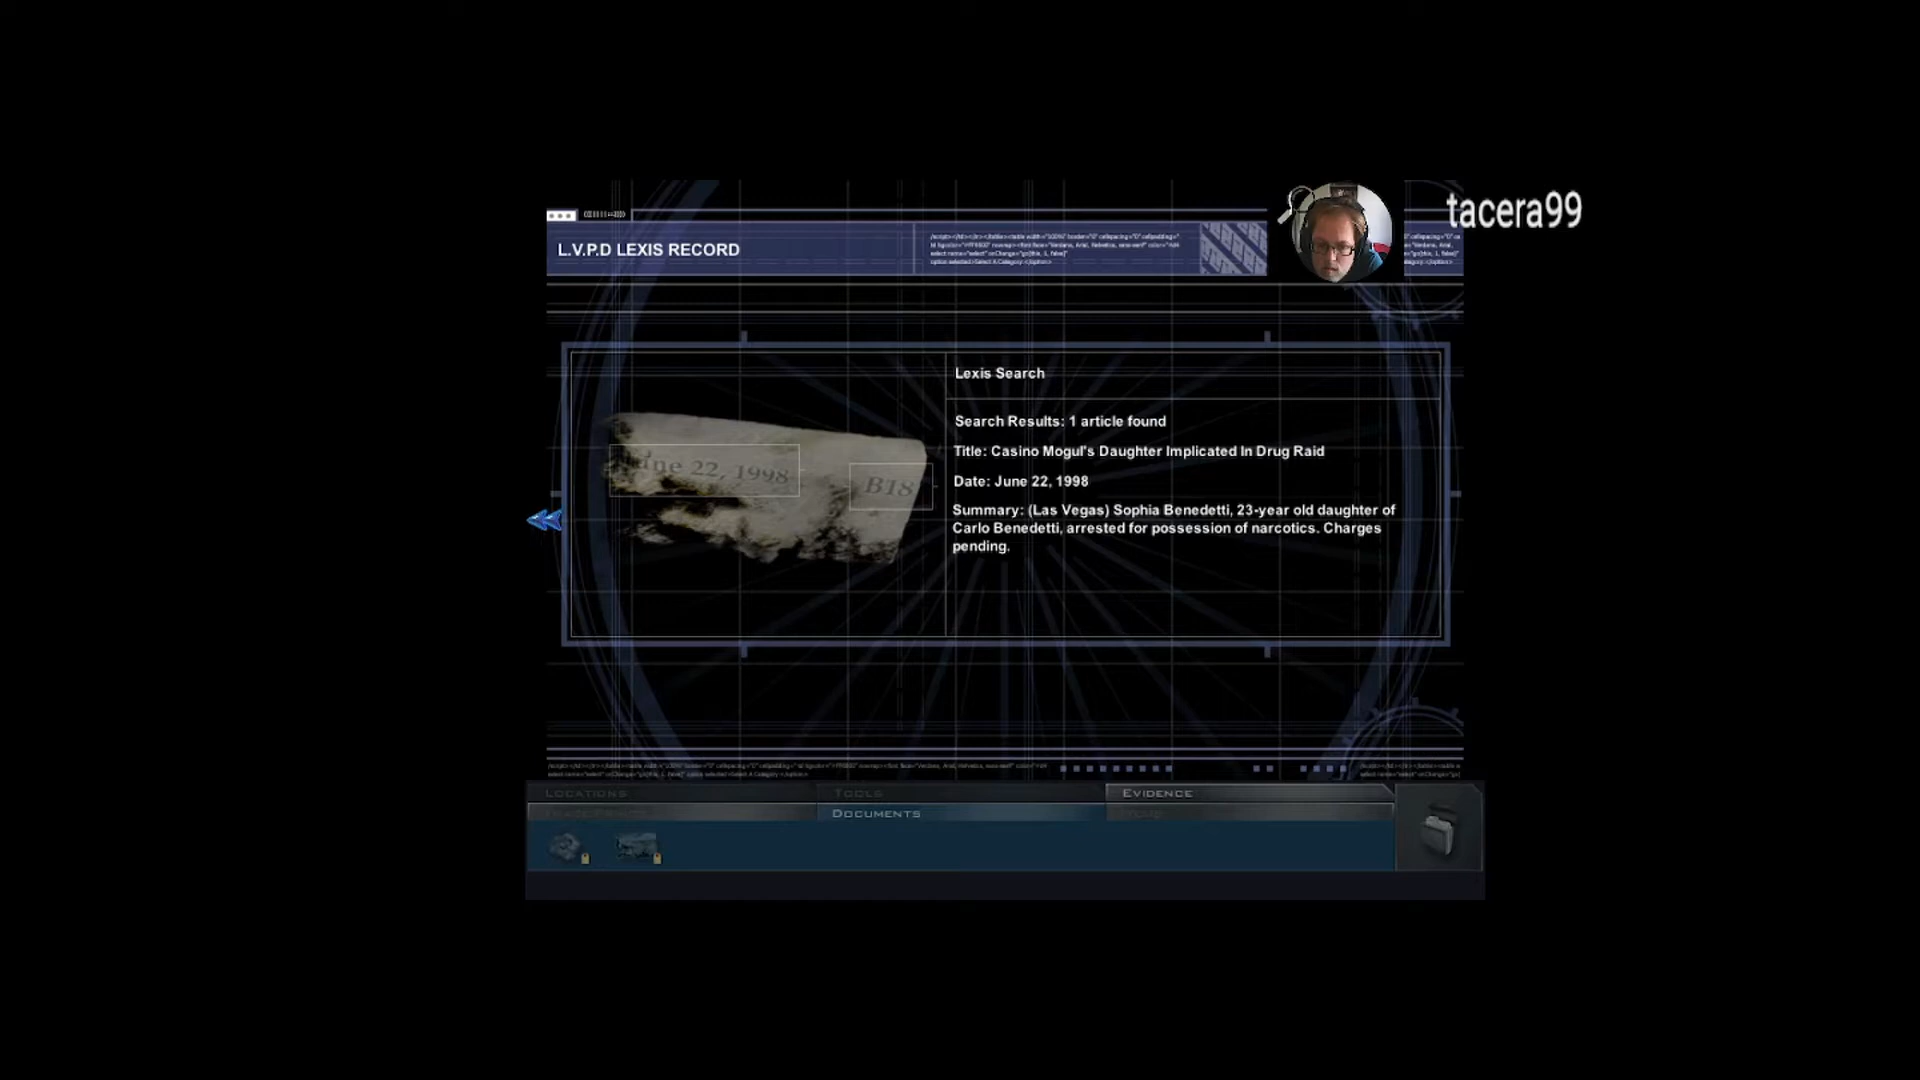 tacera99
L.V.P.D LEXIS RECORD
Lexis Search
Search Results: 1 article found
Title: Casino Mogul's Daughter Implicated In Drug Raid
Date: June 22, 1998
Summary: (Las Vegas) Sophia Benedetti, 23-year old daughter of
Carlo Benedetti, arrested for possession of narcotics. Charges
pending.
June 22, 1998
B18
LOCATIONS
TOOLS
EVIDENCE
DOCUMENTS